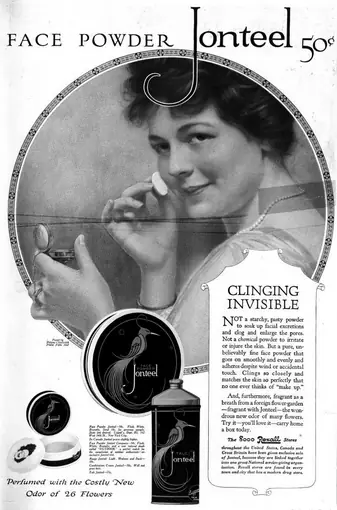 FACE POWDER Jonteel 50¢
CLINGING
INVISIBLE
NOT a starchy, pasty powder
to soak up facial excretions
and clog and enlarge the pores.
Not a chemical powder to irritate
or injure the skin. But a pure, un-
believably fine face powder that
goes on smoothly and evenly and
adheres despite wind or accidental
touch. Clings so closely and
matches the skin so perfectly that
no one ever thinks of "make up."
And, furthermore, fragrant as a
breath from a foreign flower-garden
—fragrant with Jonteel—the won-
drous new odor of many flowers.
Try it—you'll love it—carry home
a box today.
The 8000 Rexall Stores
throughout the United States, Canada and
Great Britain have been given exclusive sale
of Jonteel, because they are linked together
into one great National service-giving organ-
ization. Rexall stores are found in every
town and city that has a modern drug store.
Jonteel
Jonteel
Perfumed with the Costly New
Odor of 26 Flowers